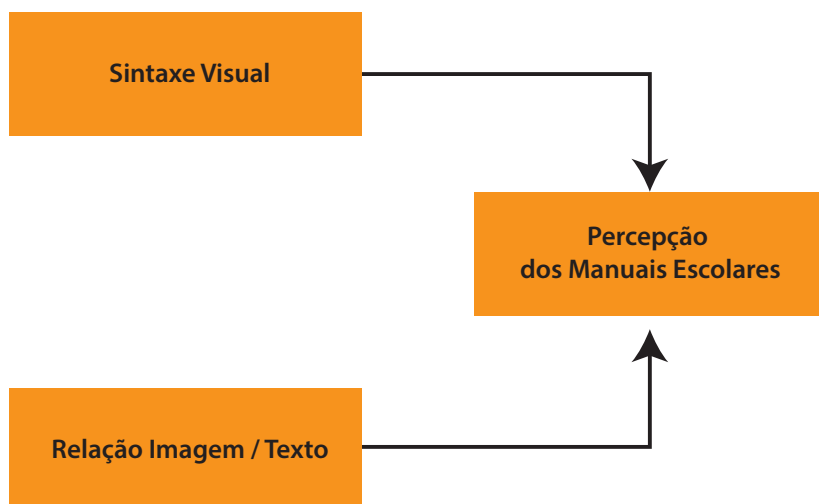 Sintaxe Visual
Percepção
dos Manuais Escolares
Relação Imagem / Texto